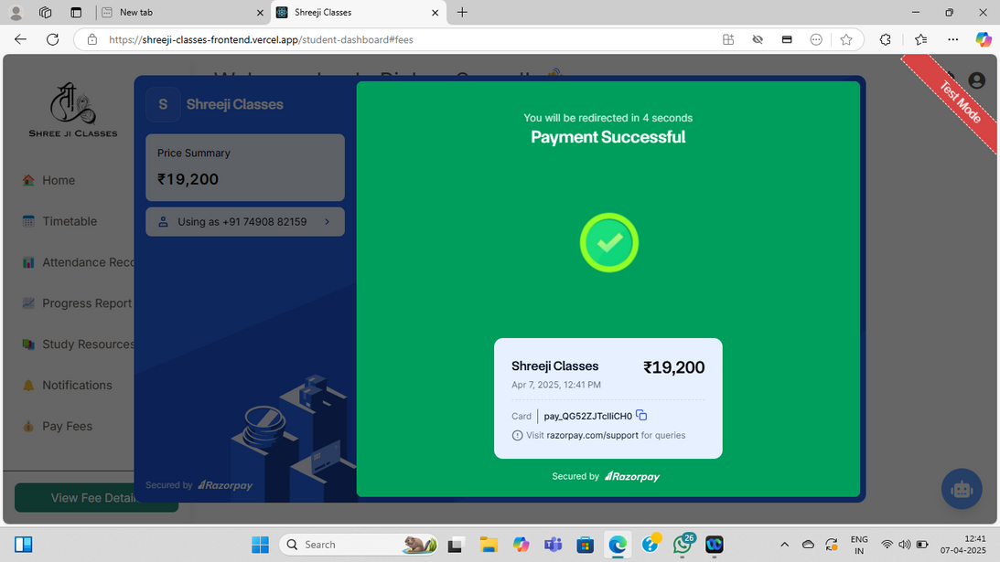 New tab
Shreeji Classes
https://shreeji-classes-frontend.vercel.app/student-dashboard#fees
Test Mode
श्री
SHREE JI CLASSES
Home
Timetable
Attendance Reco
Progress Report
Study Resources
Notifications
Pay Fees
View Fee Detai
S
Shreeji Classes
Price Summary
₹19,200
Using as +91 74908 82159
Secured by Razorpay
You will be redirected in 4 seconds
Payment Successful
Shreeji Classes
₹19,200
Apr 7, 2025, 12:41 PM
Card
Visit razorpay.com/support for queries
Secured by Razorpay
Search
26
ENG
IN
12:41
07-04-2025